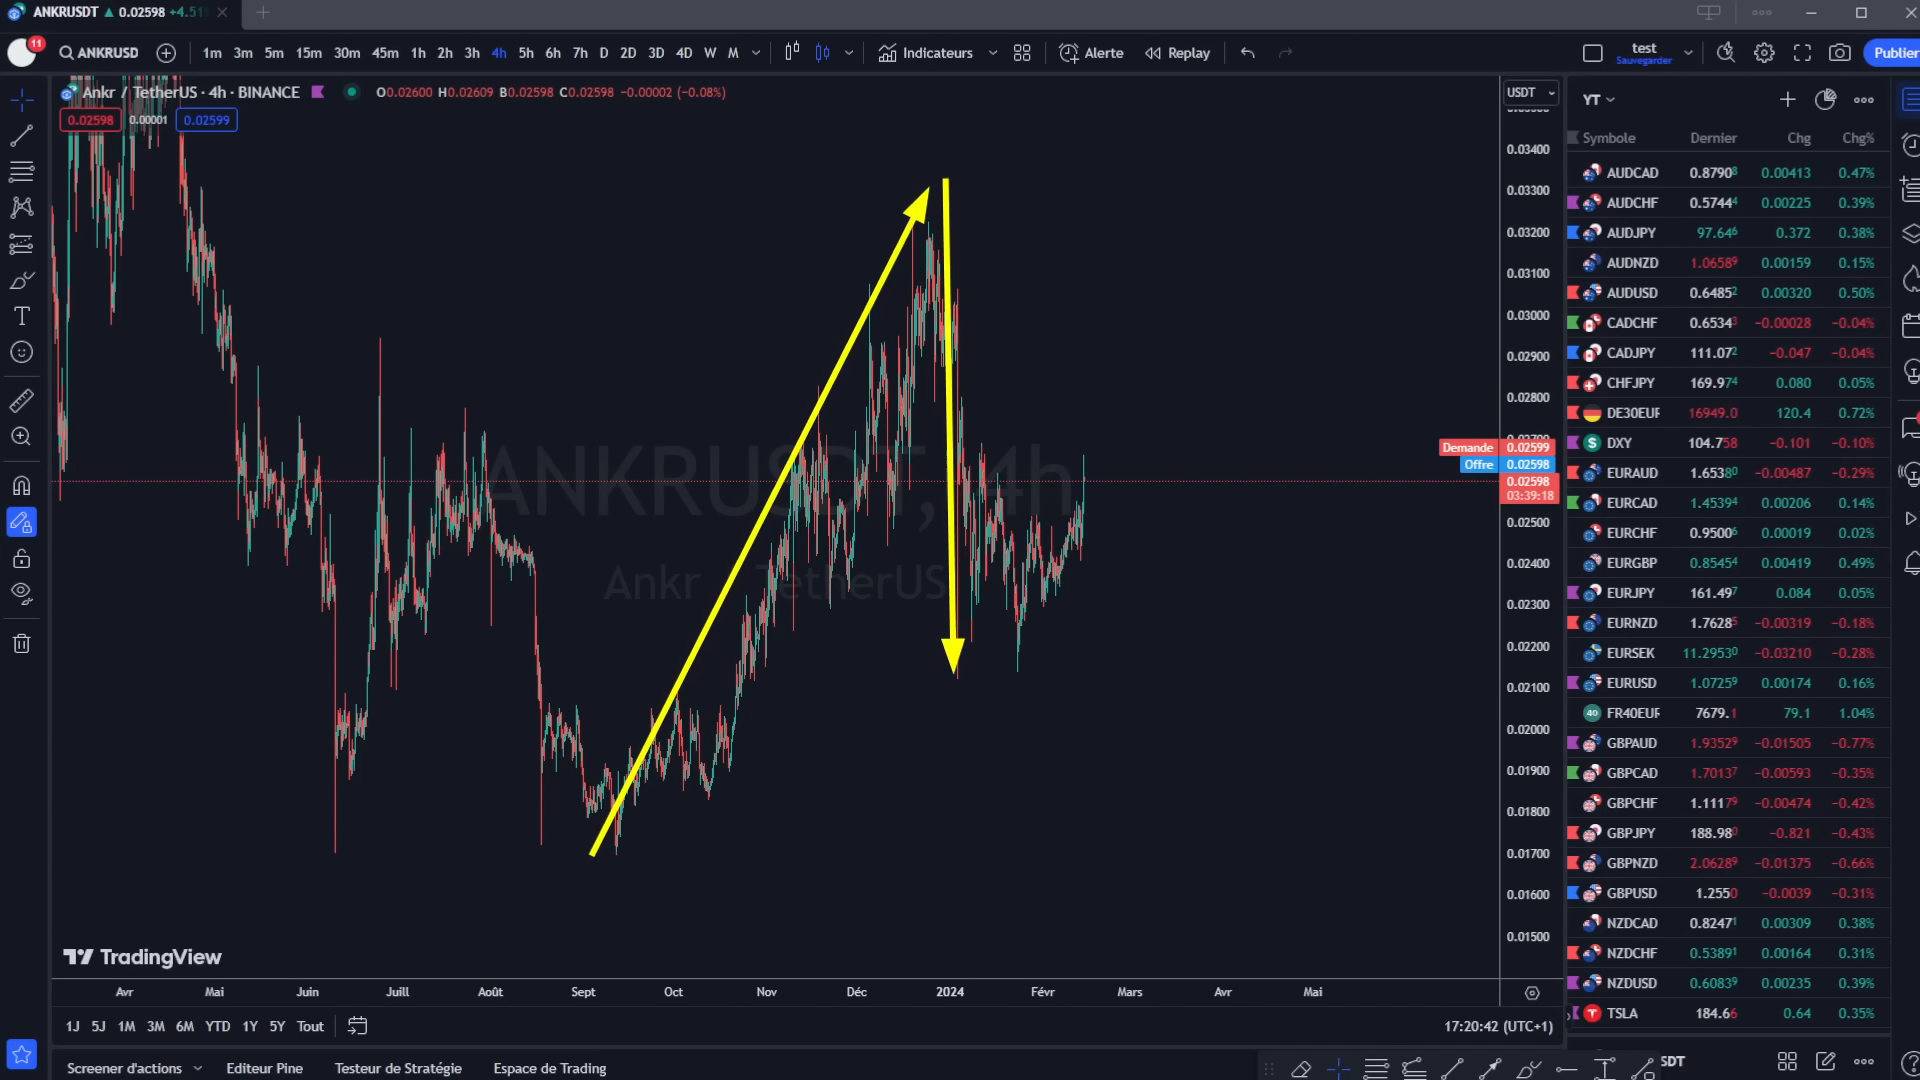 ANKRUSDT ▲ 0.02598 +4.51
11 ANKRUSD 1m 3m 5m 15m 30m 45m 1h 2h 3h 4h 5h 6h 7h D 2D 3D 4D W M Indicateurs Alerte Replay test Sauvegarder Publier
Ankr / TetherUS · 4h · BINANCE O0.02600 H0.02609 B0.02598 C0.02598 −0.00002 (−0.08%)
0.02598 0.00001 0.02599
USDT
0.03400
0.03300
0.03200
0.03100
0.03000
0.02900
0.02800
Demande 0.02599
Offre 0.02598
0.02598
03:39:18
0.02500
0.02400
0.02300
0.02200
0.02100
0.02000
0.01900
0.01800
0.01700
0.01600
0.01500
ANKRUSDT, 4h
Ankr TetherUS
TradingView
Avr Mai Juin Juill Août Sept Oct Nov Déc 2024 Févr Mars Avr Mai
1J 5J 1M 3M 6M YTD 1Y 5Y Tout 17:20:42 (UTC+1)
Screener d'actions Editeur Pine Testeur de Stratégie Espace de Trading
YT
Symbole Dernier Chg Chg%
AUDCAD 0.87908 0.00413 0.47%
AUDCHF 0.57444 0.00225 0.39%
AUDJPY 97.646 0.372 0.38%
AUDNZD 1.06589 0.00159 0.15%
AUDUSD 0.64852 0.00320 0.50%
CADCHF 0.65343 −0.00028 −0.04%
CADJPY 111.072 −0.047 −0.04%
CHFJPY 169.974 0.080 0.05%
DE30EUR 16949.0 120.4 0.72%
DXY 104.758 −0.101 −0.10%
EURAUD 1.65380 −0.00487 −0.29%
EURCAD 1.45394 0.00206 0.14%
EURCHF 0.95006 0.00019 0.02%
EURGBP 0.85454 0.00419 0.49%
EURJPY 161.497 0.084 0.05%
EURNZD 1.76285 −0.00319 −0.18%
EURSEK 11.29530 −0.03210 −0.28%
EURUSD 1.07259 0.00174 0.16%
40 FR40EUR 7679.1 79.1 1.04%
GBPAUD 1.93529 −0.01505 −0.77%
GBPCAD 1.70137 −0.00593 −0.35%
GBPCHF 1.11179 −0.00474 −0.42%
GBPJPY 188.980 −0.821 −0.43%
GBPNZD 2.06289 −0.01375 −0.66%
GBPUSD 1.2550 −0.0039 −0.31%
NZDCAD 0.82471 0.00309 0.38%
NZDCHF 0.53891 0.00164 0.31%
NZDUSD 0.60839 0.00235 0.39%
TSLA 184.66 0.64 0.35%
SDT